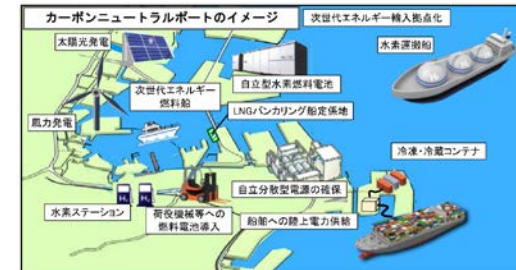 カーボンニュートラルポートのイメージ
次世代エネルギー輸入拠点化
太陽光発電
水素運搬船
次世代エネルギー
燃料船
自立型水素燃料電池
LNGバンカリング船定係地
風力発電
冷凍・冷蔵コンテナ
自立分散型電源の確保
水素ステーション
荷役機械等への
燃料電池導入
船舶への陸上電力供給
H₂
H₂